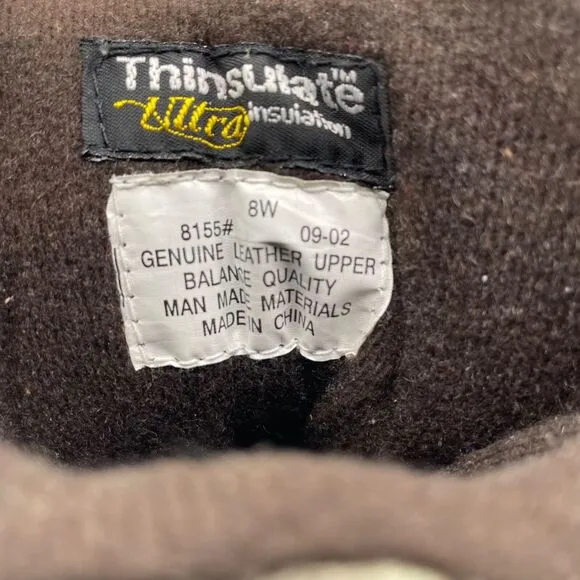 Thinsulate™
Ultra insulation
8W
8155# 09-02
GENUINE LEATHER UPPER
BALANCE QUALITY
MAN MADE MATERIALS
MADE IN CHINA